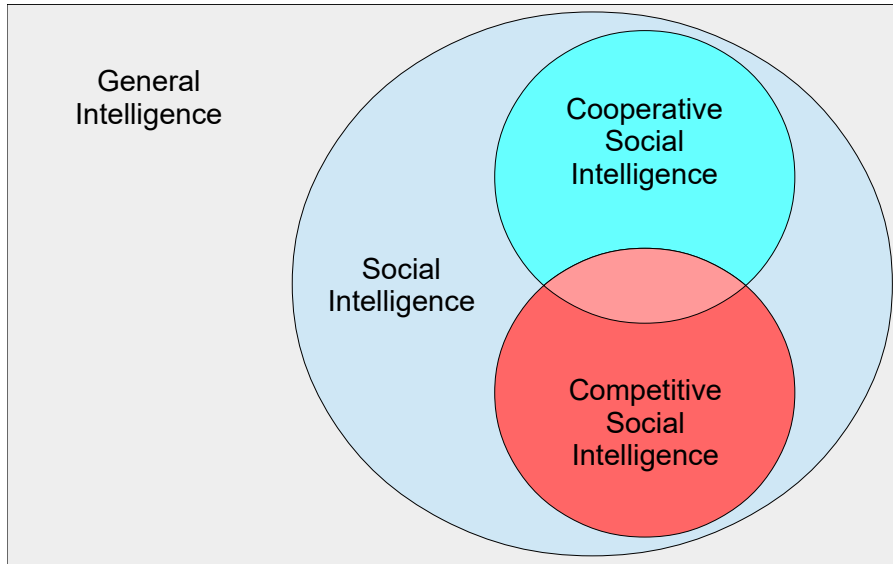 General
Intelligence
Cooperative
Social
Intelligence
Social
Intelligence
Competitive
Social
Intelligence